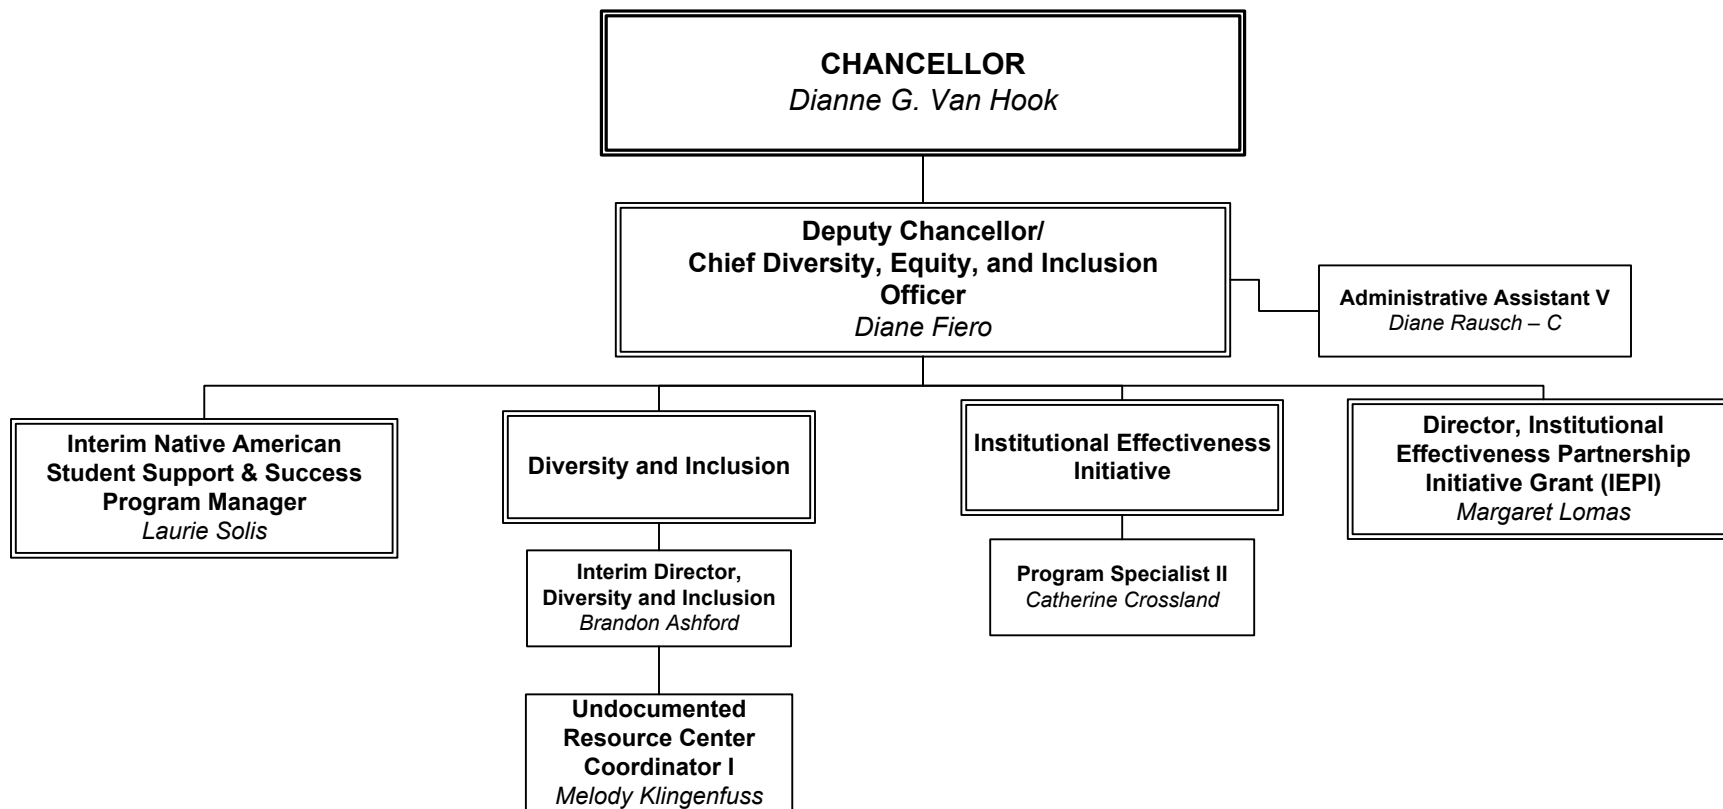 CHANCELLOR
Dianne G. Van Hook
Deputy Chancellor/
Chief Diversity, Equity, and Inclusion
Officer
Diane Fiero
Administrative Assistant V
Diane Rausch – C
Interim Native American
Student Support & Success
Program Manager
Laurie Solis
Diversity and Inclusion
Interim Director,
Diversity and Inclusion
Brandon Ashford
Undocumented
Resource Center
Coordinator I
Melody Klingenfuss
Institutional Effectiveness
Initiative
Program Specialist II
Catherine Crossland
Director, Institutional
Effectiveness Partnership
Initiative Grant (IEPI)
Margaret Lomas